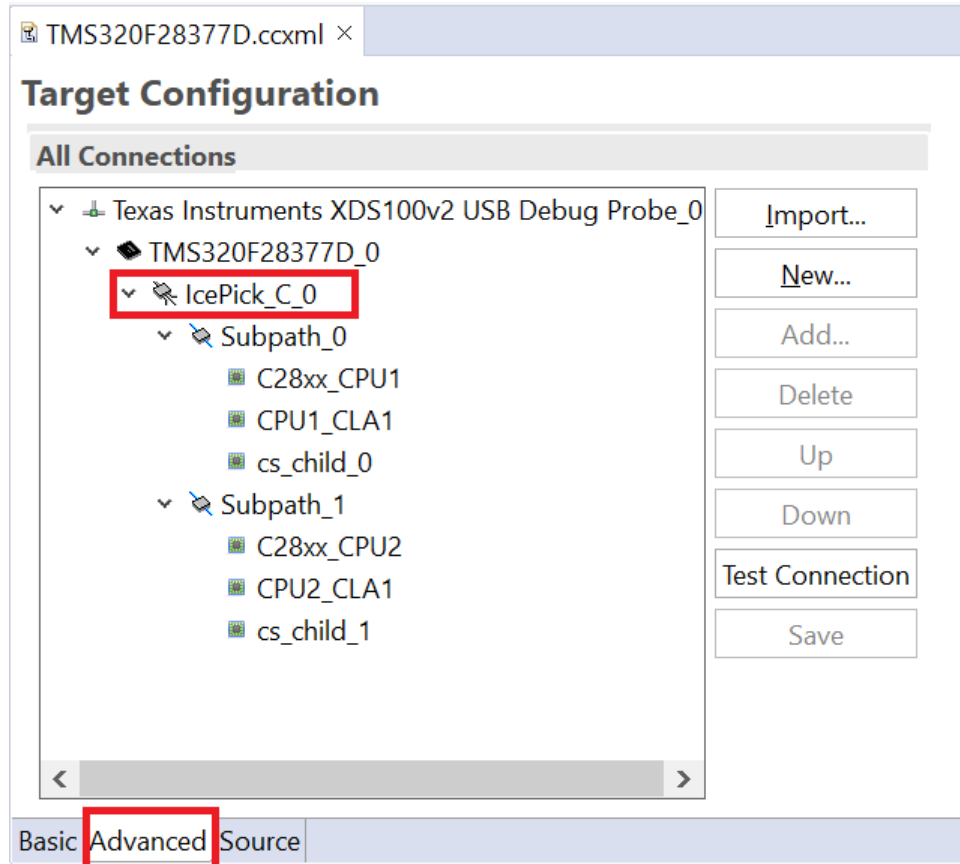 TMS320F28377D.ccxml ×
Target Configuration
All Connections
Texas Instruments XDS100v2 USB Debug Probe_0
TMS320F28377D_0
IcePick_C_0
Subpath_0
C28xx_CPU1
CPU1_CLA1
cs_child_0
Subpath_1
C28xx_CPU2
CPU2_CLA1
cs_child_1
Import...
New...
Add...
Delete
Up
Down
Test Connection
Save
Basic Advanced Source